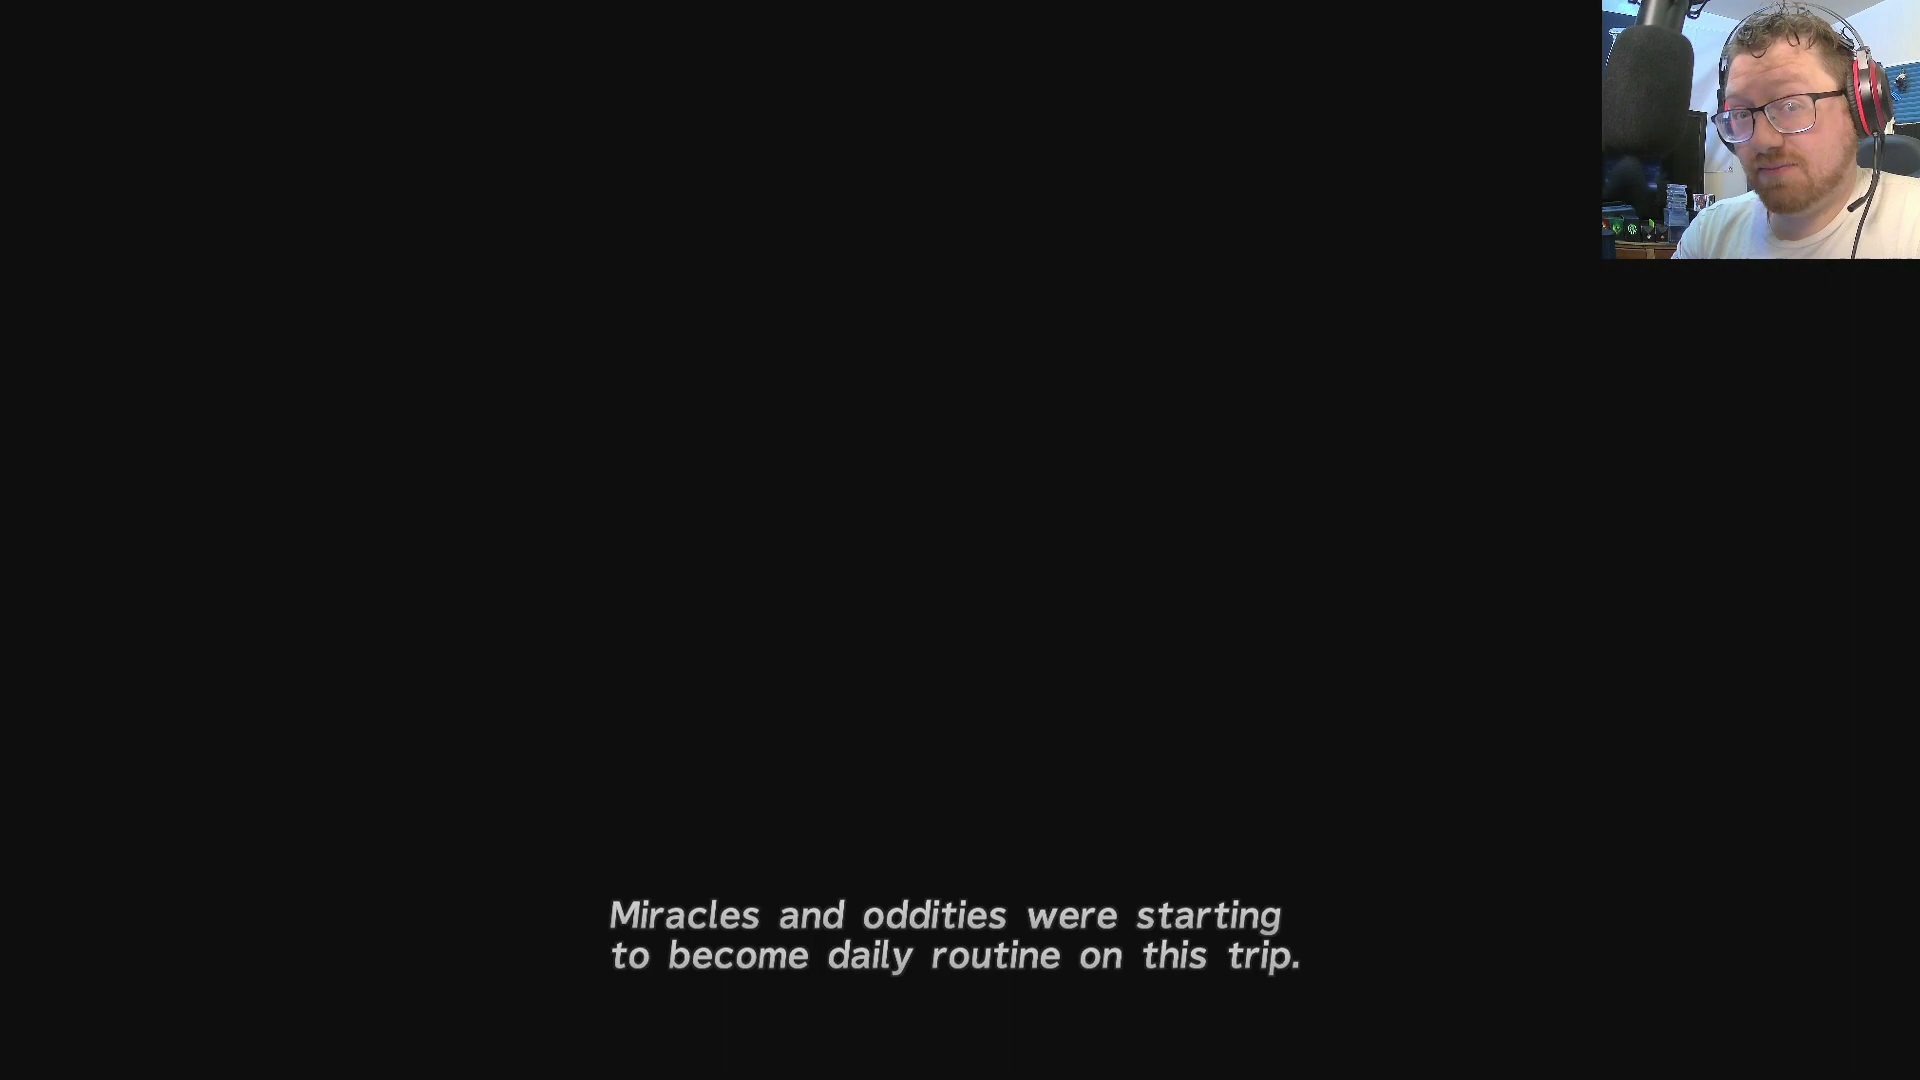 Miracles and oddities were starting
to become daily routine on this trip.